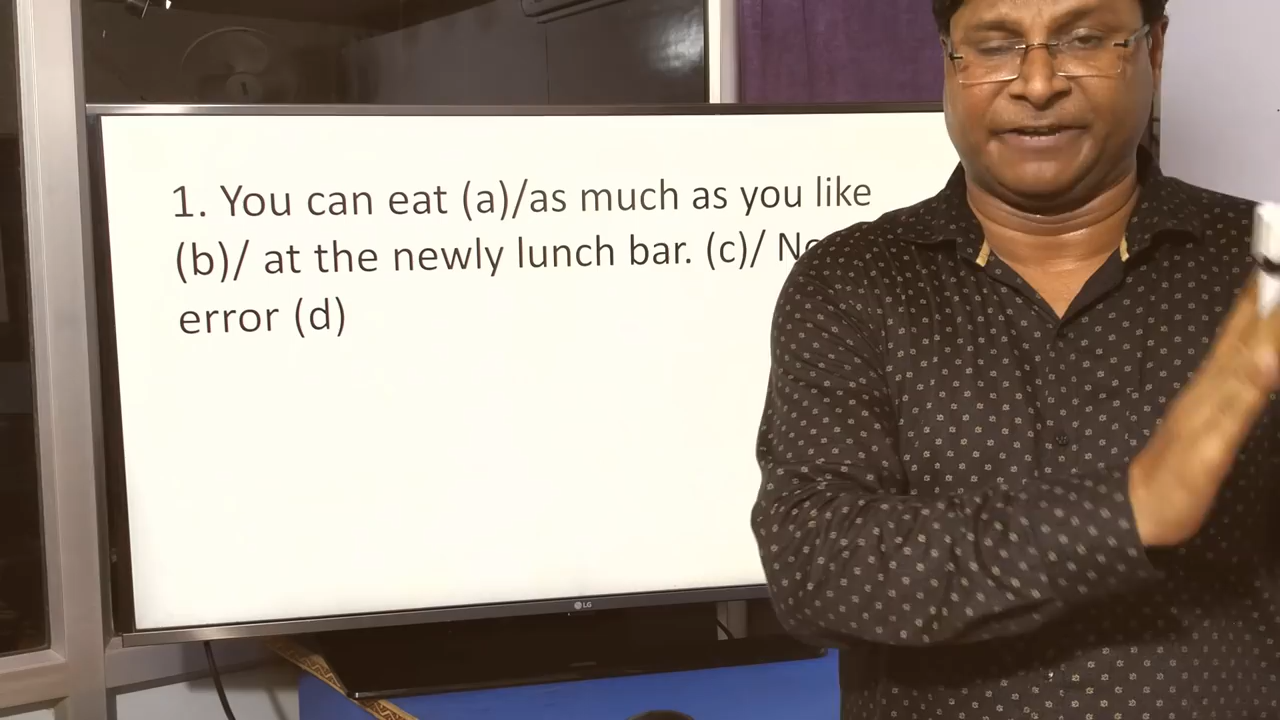 1. You can eat (a)/as much as you like
(b)/ at the newly lunch bar. (c)/
error (d)
LG